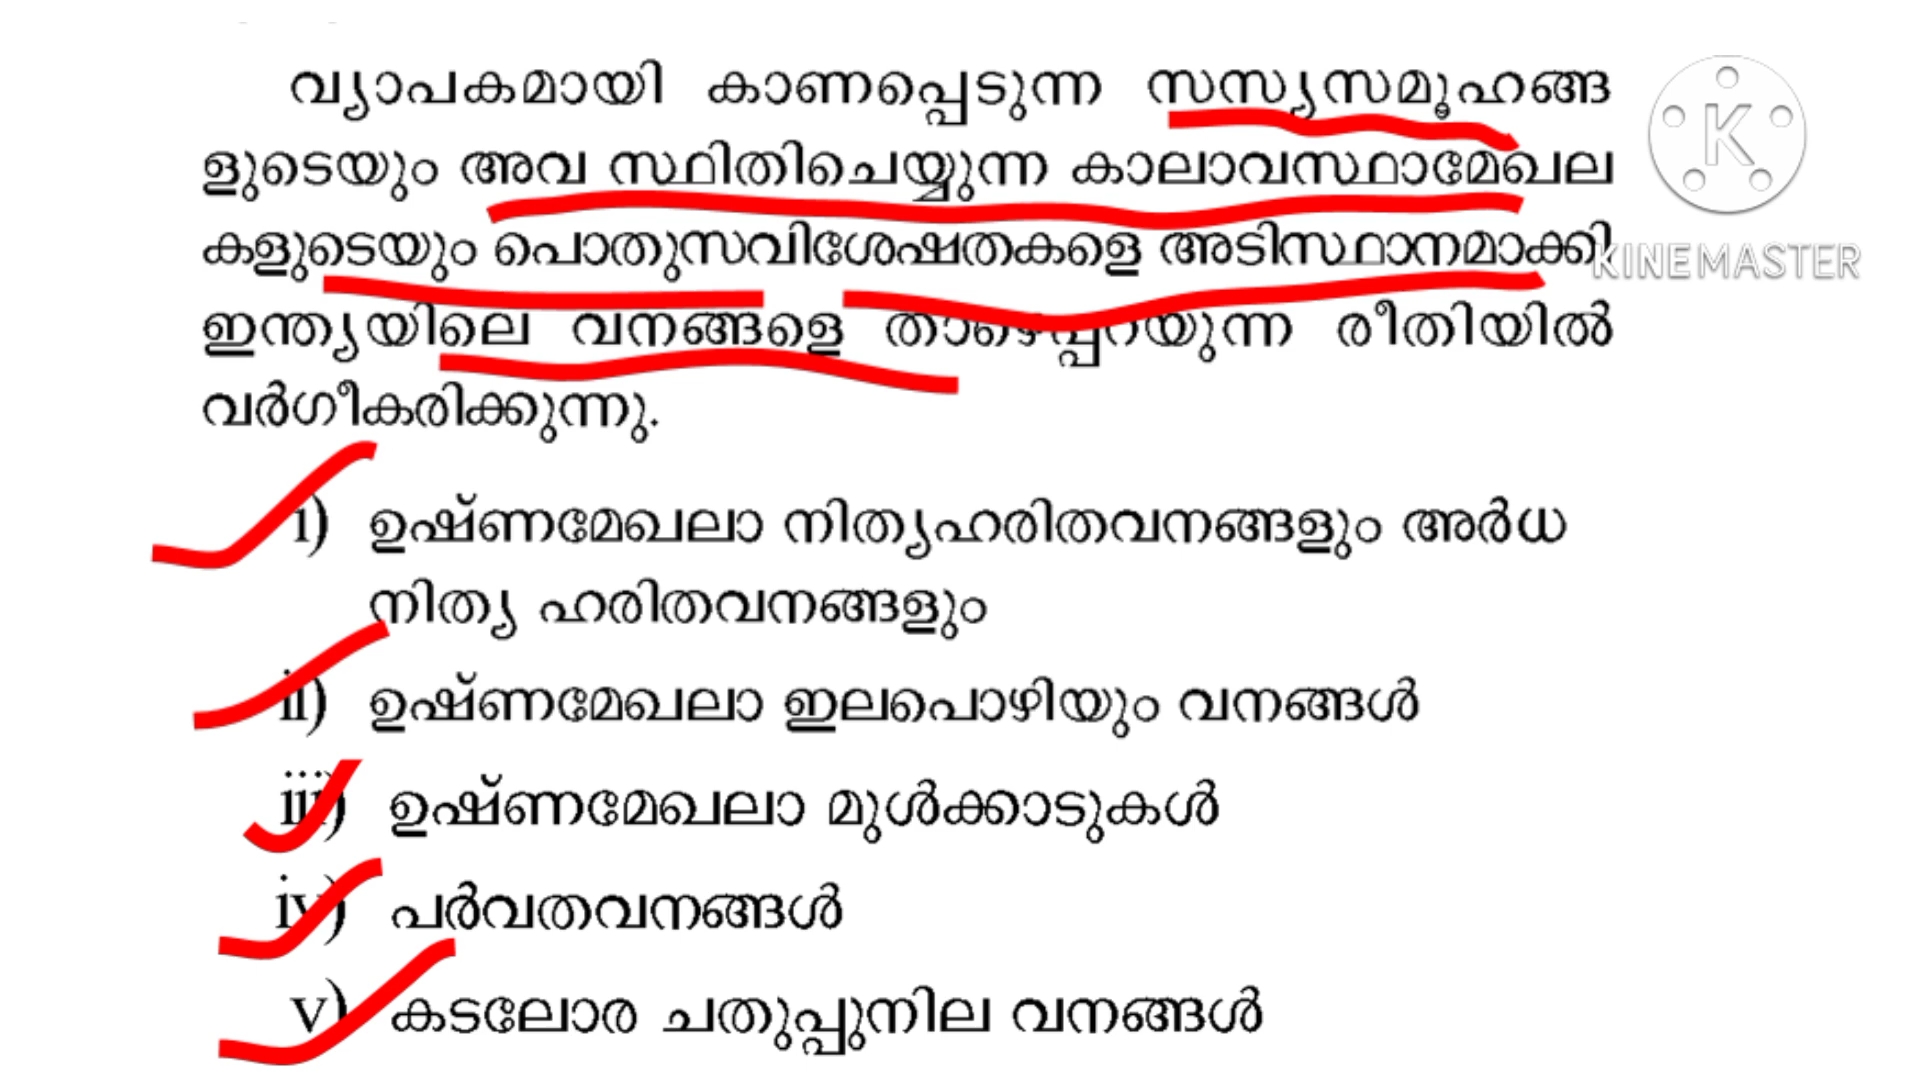 വ്യാപകമായി കാണപ്പെടുന്ന സസ്യസമൂഹങ്ങ
ളുടെയും അവ സ്ഥിതിചെയ്യുന്ന കാലാവസ്ഥാമേഖല
കളുടെയും പൊതുസവിശേഷതകളെ അടിസ്ഥാനമാക്കി
ഇന്ത്യയിലെ വനങ്ങളെ താഴെപ്പറയുന്ന രീതിയിൽ
വർഗീകരിക്കുന്നു.
i) ഉഷ്ണമേഖലാ നിത്യഹരിതവനങ്ങളും അർധ
നിത്യ ഹരിതവനങ്ങളും
ii) ഉഷ്ണമേഖലാ ഇലപൊഴിയും വനങ്ങൾ
iii) ഉഷ്ണമേഖലാ മുൾക്കാടുകൾ
iv) പർവതവനങ്ങൾ
v) കടലോര ചതുപ്പുനില വനങ്ങൾ
K
KINEMASTER